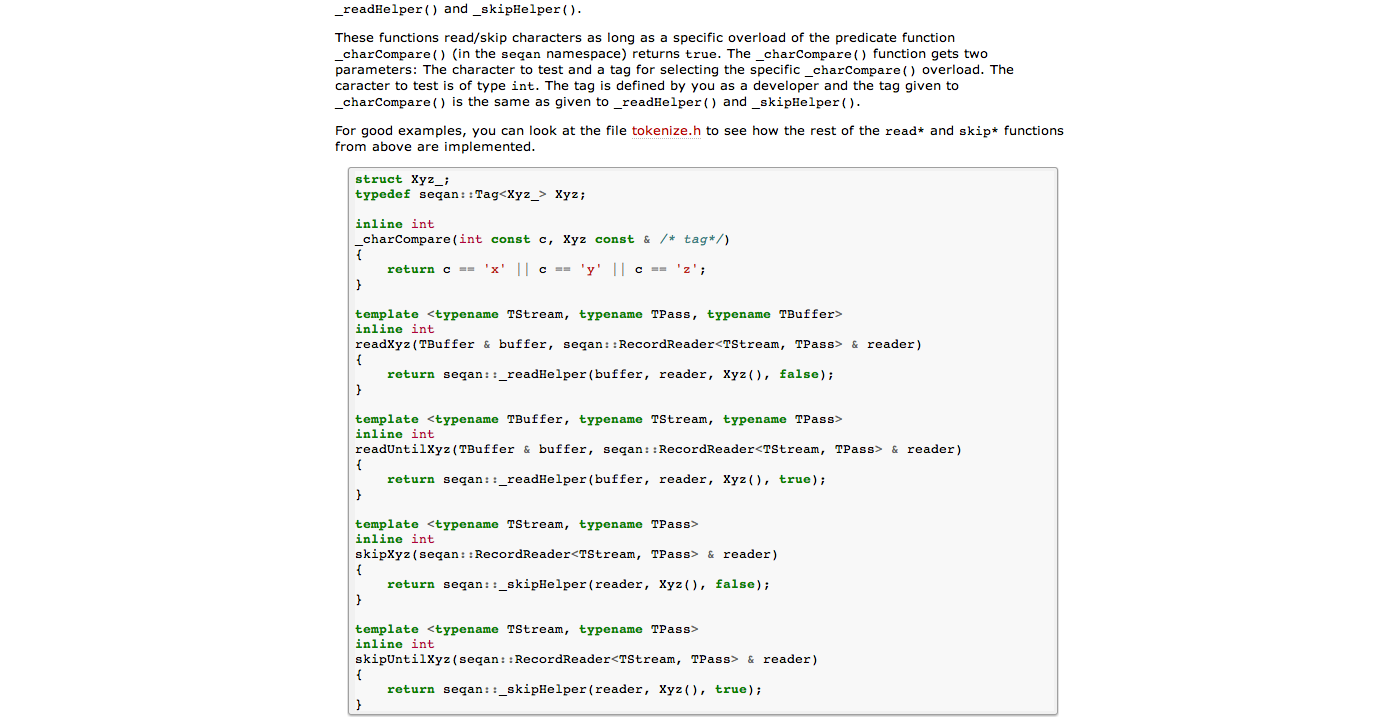 _readHelper() and _skipHelper().
These functions read/skip characters as long as a specific overload of the predicate function
_charCompare() (in the seqan namespace) returns true. The _charCompare() function gets two
parameters: The character to test and a tag for selecting the specific _charCompare() overload. The
caracter to test is of type int. The tag is defined by you as a developer and the tag given to
_charCompare() is the same as given to _readHelper() and _skipHelper().
For good examples, you can look at the file tokenize.h to see how the rest of the read* and skip* functions
from above are implemented.
struct Xyz_;
typedef seqan::Tag<Xyz_> Xyz;
inline int
_charCompare(int const c, Xyz const & /* tag*/)
{
    return c == 'x' || c == 'y' || c == 'z';
}
template <typename TStream, typename TPass, typename TBuffer>
inline int
readXyz(TBuffer & buffer, seqan::RecordReader<TStream, TPass> & reader)
{
    return seqan::_readHelper(buffer, reader, Xyz(), false);
}
template <typename TBuffer, typename TStream, typename TPass>
inline int
readUntilXyz(TBuffer & buffer, seqan::RecordReader<TStream, TPass> & reader)
{
    return seqan::_readHelper(buffer, reader, Xyz(), true);
}
template <typename TStream, typename TPass>
inline int
skipXyz(seqan::RecordReader<TStream, TPass> & reader)
{
    return seqan::_skipHelper(reader, Xyz(), false);
}
template <typename TStream, typename TPass>
inline int
skipUntilXyz(seqan::RecordReader<TStream, TPass> & reader)
{
    return seqan::_skipHelper(reader, Xyz(), true);
}